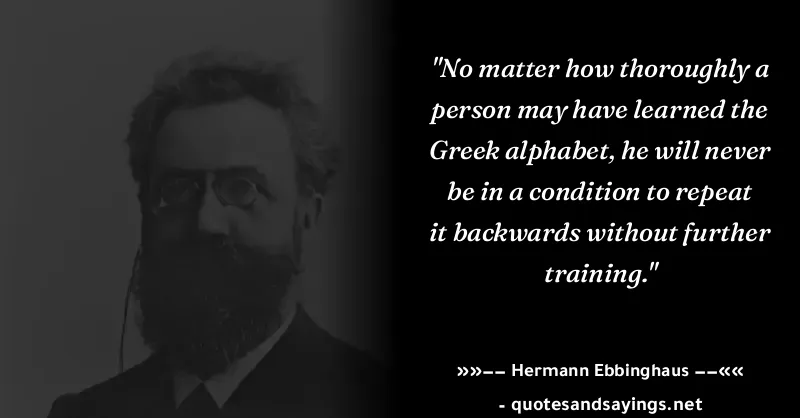 "No matter how thoroughly a
person may have learned the
Greek alphabet, he will never
be in a condition to repeat
it backwards without further
training."
»»−− Hermann Ebbinghaus −−««
- quotesandsayings.net